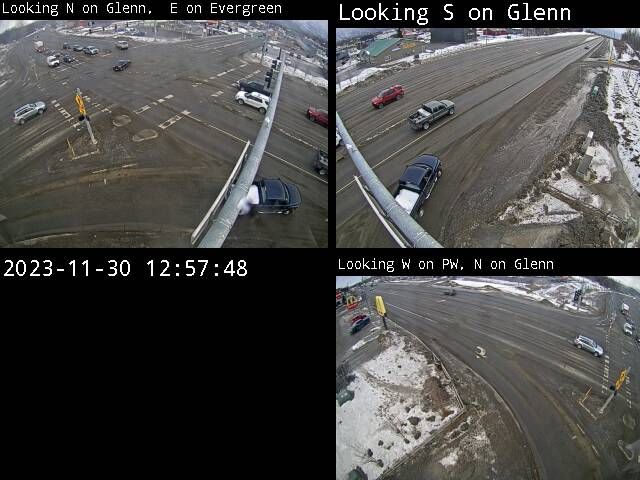 Looking N on Glenn,  E on Evergreen
Looking S on Glenn
2023-11-30 12:57:48
Looking W on PW, N on Glenn